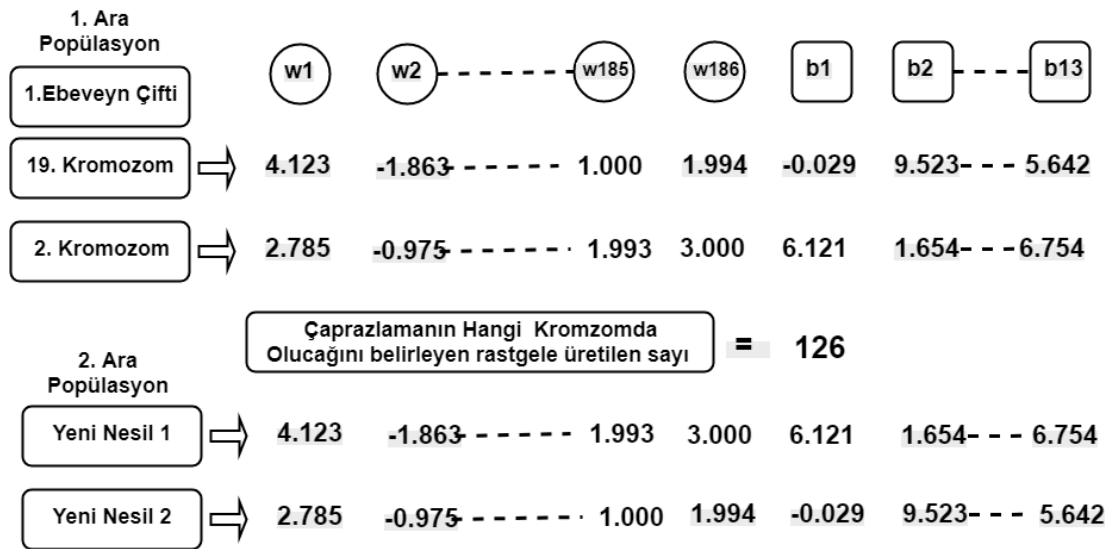 1. Ara
Popülasyon
1.Ebeveyn Çifti
w1 w2 w185 w186 b1 b2 b13
19. Kromozom 4.123 -1.863 1.000 1.994 -0.029 9.523 5.642
2. Kromozom 2.785 -0.975 1.993 3.000 6.121 1.654 6.754
Çaprazlamanın Hangi Kromzomda
Olucağını belirleyen rastgele üretilen sayı = 126
2. Ara
Popülasyon
Yeni Nesil 1 4.123 -1.863 1.993 3.000 6.121 1.654 6.754
Yeni Nesil 2 2.785 -0.975 1.000 1.994 -0.029 9.523 5.642